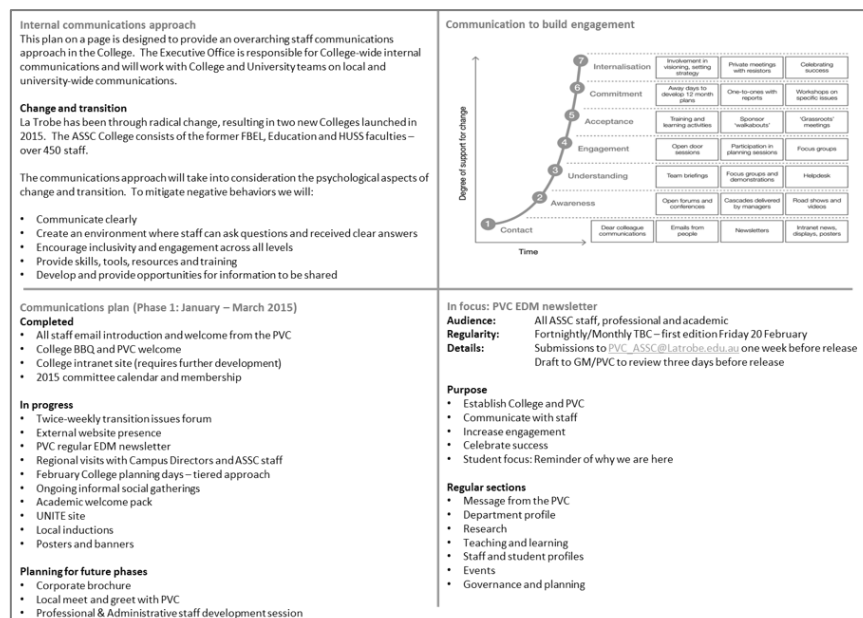 Internal communications approach
This plan on a page is designed to provide an overarching staff communications
approach in the College. The Executive Office is responsible for College-wide internal
communications and will work with College and University teams on local and
university-wide communications.
Change and transition
La Trobe has been through radical change, resulting in two new Colleges launched in
2015. The ASSC College consists of the former FBEL, Education and HUSS faculties –
over 450 staff.
The communications approach will take into consideration the psychological aspects of
change and transition. To mitigate negative behaviors we will:
• Communicate clearly
• Create an environment where staff can ask questions and received clear answers
• Encourage inclusivity and engagement across all levels
• Provide skills, tools, resources and training
• Develop and provide opportunities for information to be shared
Communication to build engagement
Degree of support for change
7 Internalisation
Involvement in
visioning, setting
strategy
Private meetings
with resistors
Celebrating
success
6 Commitment
Away days to
develop 12 month
plans
One-to-ones with
reports
Workshops on
specific issues
5 Acceptance
Training and
learning activities
Sponsor
'walkabouts'
'Grassroots'
meetings
4 Engagement
Open door
sessions
Participation in
planning sessions
Focus groups
3 Understanding
Team briefings
Focus groups and
demonstrations
Helpdesk
2 Awareness
Open forums and
conferences
Cascades delivered
by managers
Road shows and
videos
1 Contact
Dear colleague
communications
Emails from
people
Newsletters
Intranet news,
displays, posters
Time
Communications plan (Phase 1: January – March 2015)
Completed
• All staff email introduction and welcome from the PVC
• College BBQ and PVC welcome
• College intranet site (requires further development)
• 2015 committee calendar and membership
In progress
• Twice-weekly transition issues forum
• External website presence
• PVC regular EDM newsletter
• Regional visits with Campus Directors and ASSC staff
• February College planning days – tiered approach
• Ongoing informal social gatherings
• Academic welcome pack
• UNITE site
• Local inductions
• Posters and banners
Planning for future phases
• Corporate brochure
• Local meet and greet with PVC
• Professional & Administrative staff development session
In focus: PVC EDM newsletter
Audience: All ASSC staff, professional and academic
Regularity: Fortnightly/Monthly TBC – first edition Friday 20 February
Details: Submissions to PVC_ASSC@Latrobe.edu.au one week before release
Draft to GM/PVC to review three days before release
Purpose
• Establish College and PVC
• Communicate with staff
• Increase engagement
• Celebrate success
• Student focus: Reminder of why we are here
Regular sections
• Message from the PVC
• Department profile
• Research
• Teaching and learning
• Staff and student profiles
• Events
• Governance and planning